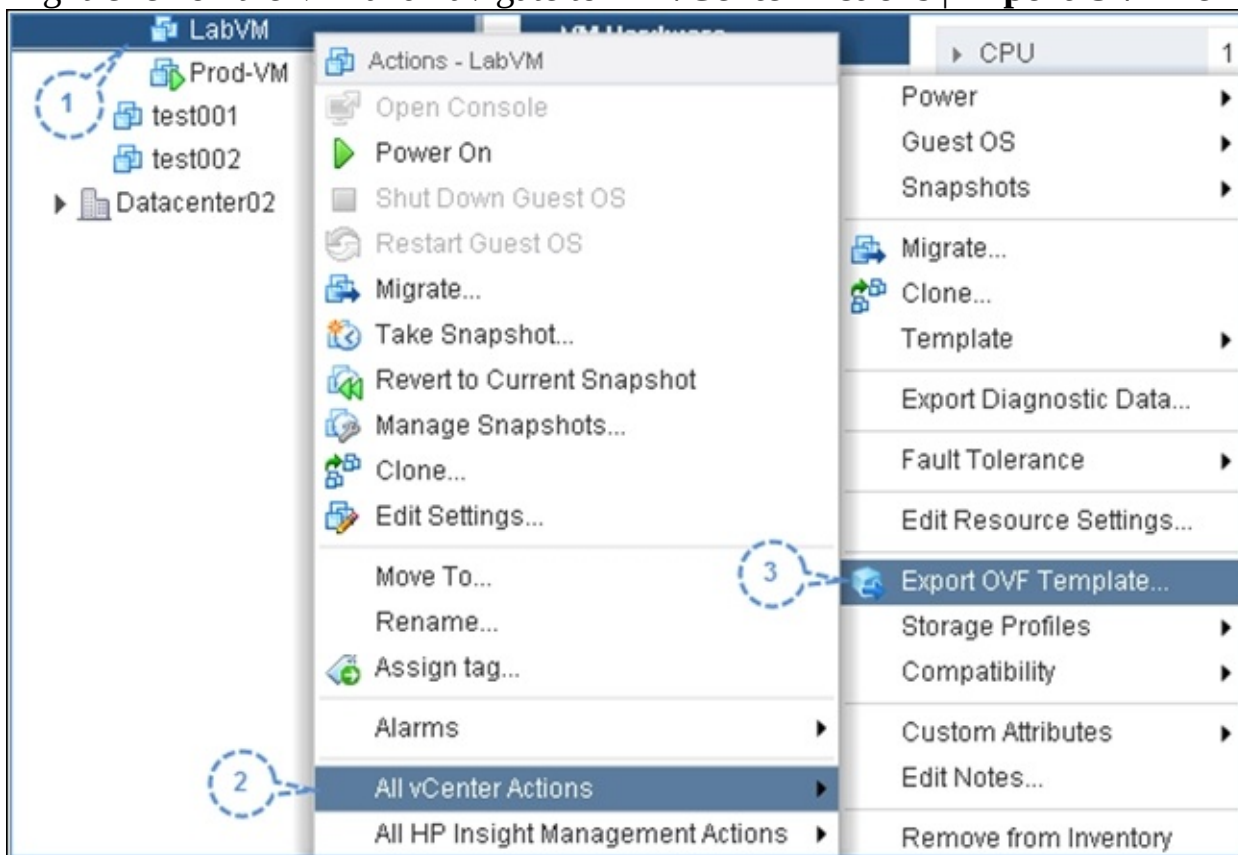 LabVM
Prod-VM
test001
test002
Datacenter02
1
Actions - LabVM
Open Console
Power On
Shut Down Guest OS
Restart Guest OS
Migrate...
Take Snapshot...
Revert to Current Snapshot
Manage Snapshots...
Clone...
Edit Settings...
Move To...
Rename...
Assign tag...
Alarms
2
All vCenter Actions
All HP Insight Management Actions
VM Hardware
CPU 1
Power
Guest OS
Snapshots
Migrate...
Clone...
Template
Export Diagnostic Data...
Fault Tolerance
Edit Resource Settings...
3
Export OVF Template...
Storage Profiles
Compatibility
Custom Attributes
Edit Notes...
Remove from Inventory